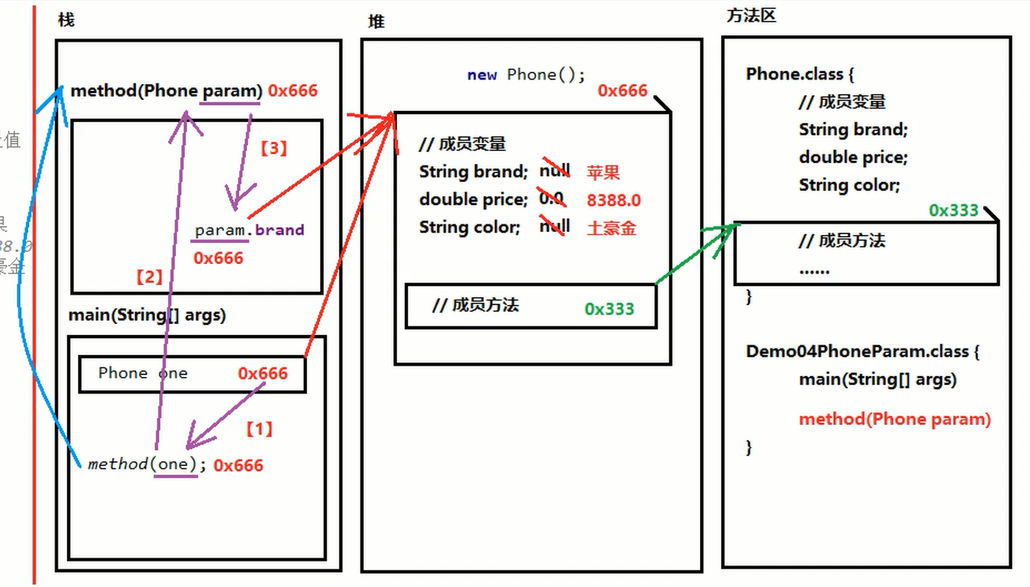 栈
method(Phone param) 0x666
【3】
param.brand
0x666
【2】
main(String[] args)
Phone one 0x666
【1】
method(one); 0x666
堆
new Phone();
0x666
// 成员变量
String brand; null 苹果
double price; 0.0 8388.0
String color; null 土豪金
// 成员方法 0x333
方法区
Phone.class {
// 成员变量
String brand;
double price;
String color;
0x333
// 成员方法
......
}
Demo04PhoneParam.class {
main(String[] args)
method(Phone param)
}
值
果
38.0
豪金